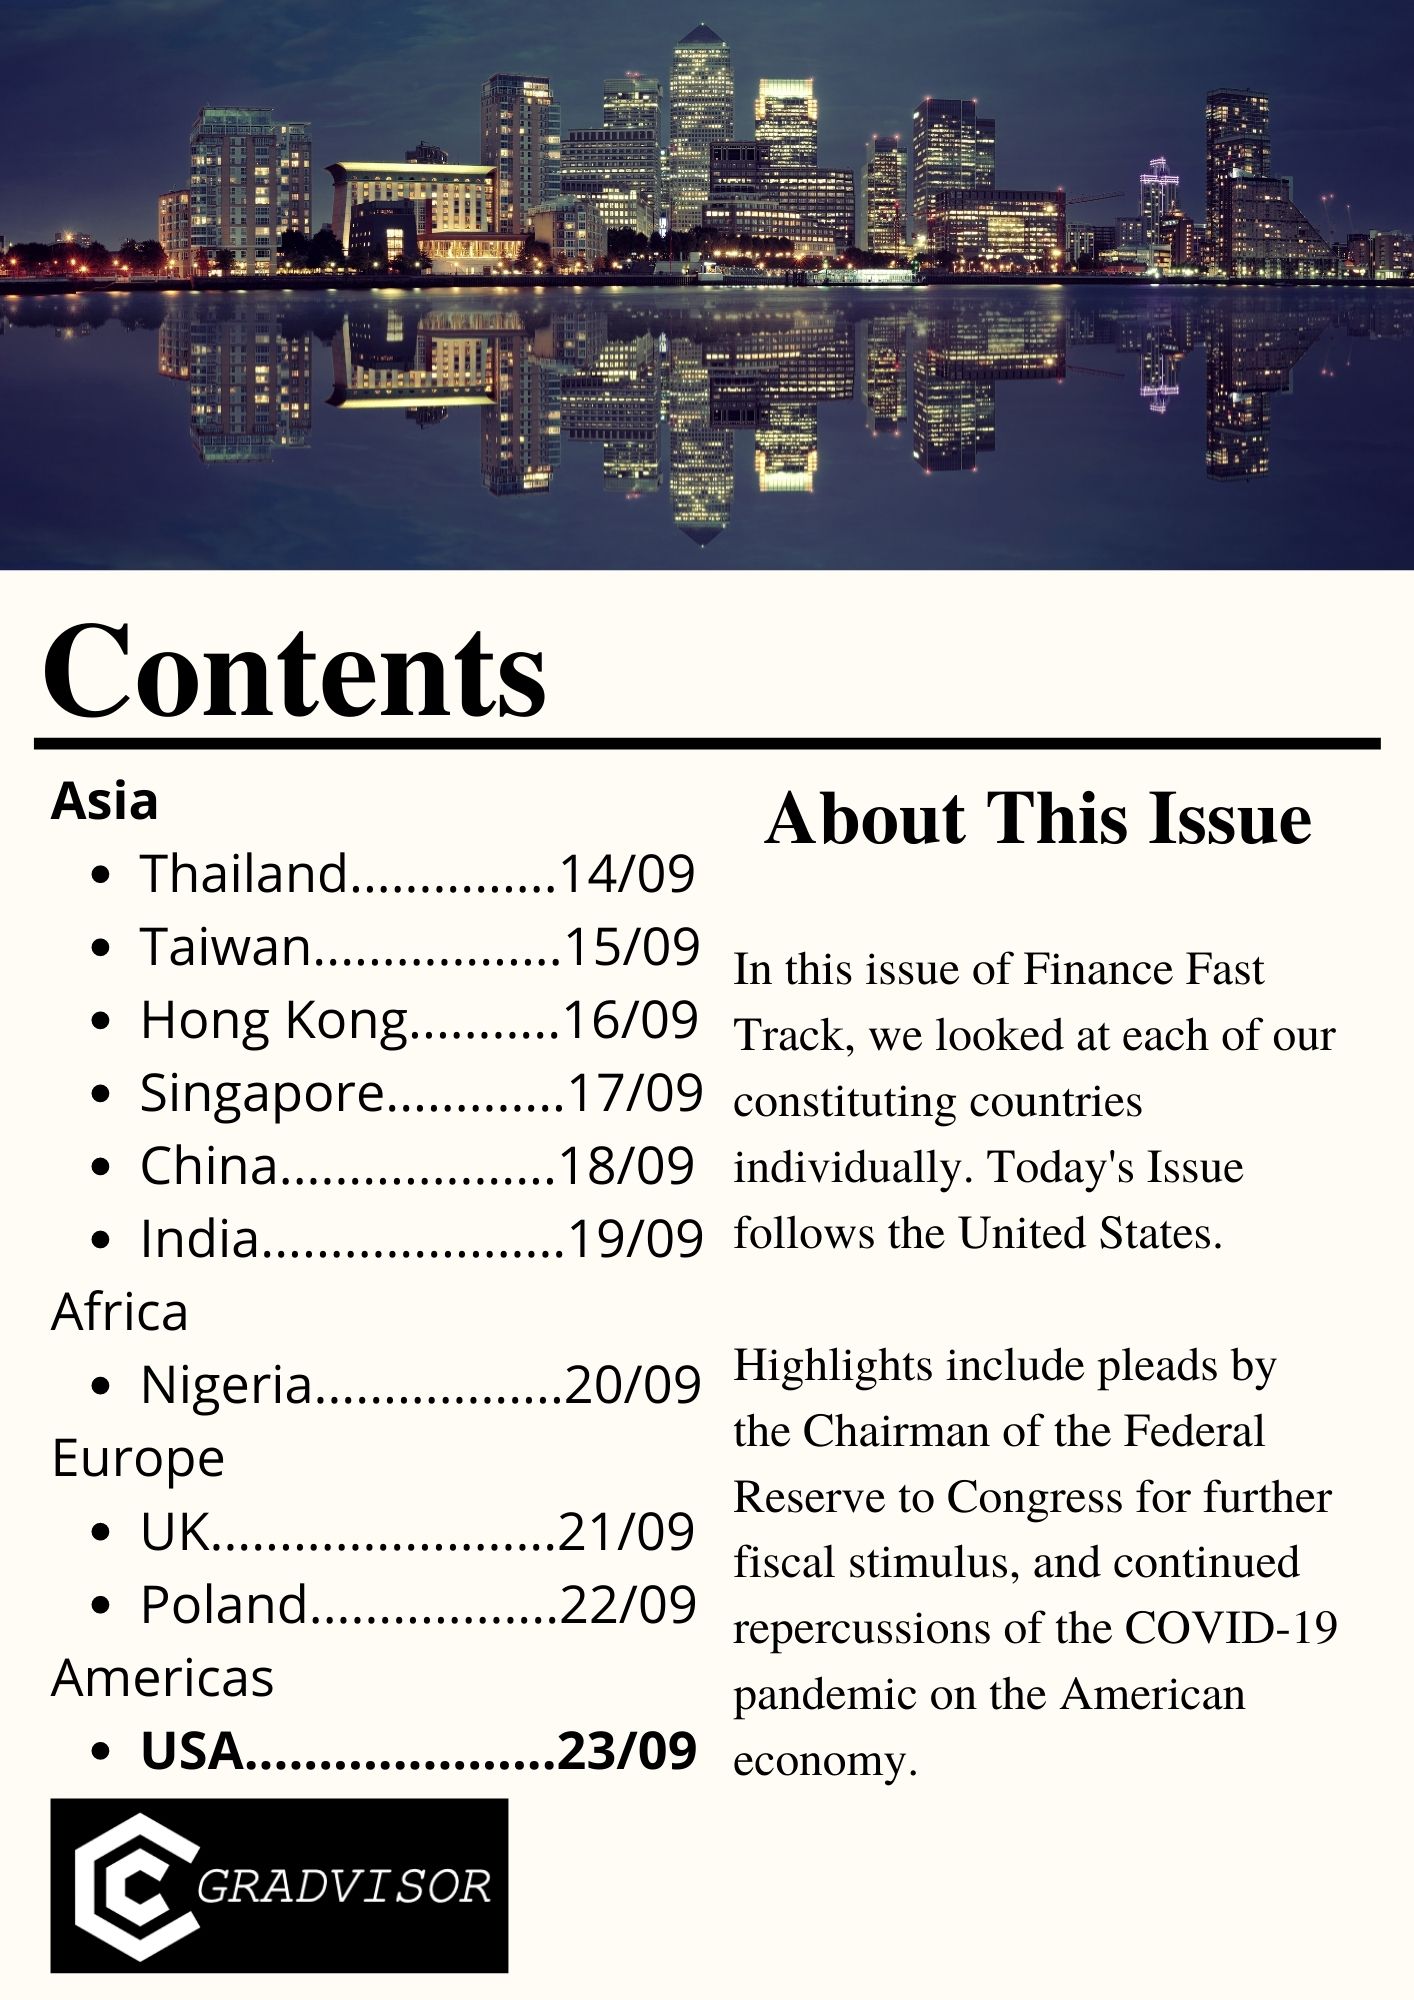 Contents
Asia
• Thailand...............14/09
• Taiwan..................15/09
• Hong Kong...........16/09
• Singapore.............17/09
• China....................18/09
• India......................19/09
Africa
• Nigeria..................20/09
Europe
• UK.........................21/09
• Poland..................22/09
Americas
• USA.....................23/09
GRADVISOR
About This Issue
In this issue of Finance Fast
Track, we looked at each of our
constituting countries
individually. Today's Issue
follows the United States.
Highlights include pleads by
the Chairman of the Federal
Reserve to Congress for further
fiscal stimulus, and continued
repercussions of the COVID-19
pandemic on the American
economy.